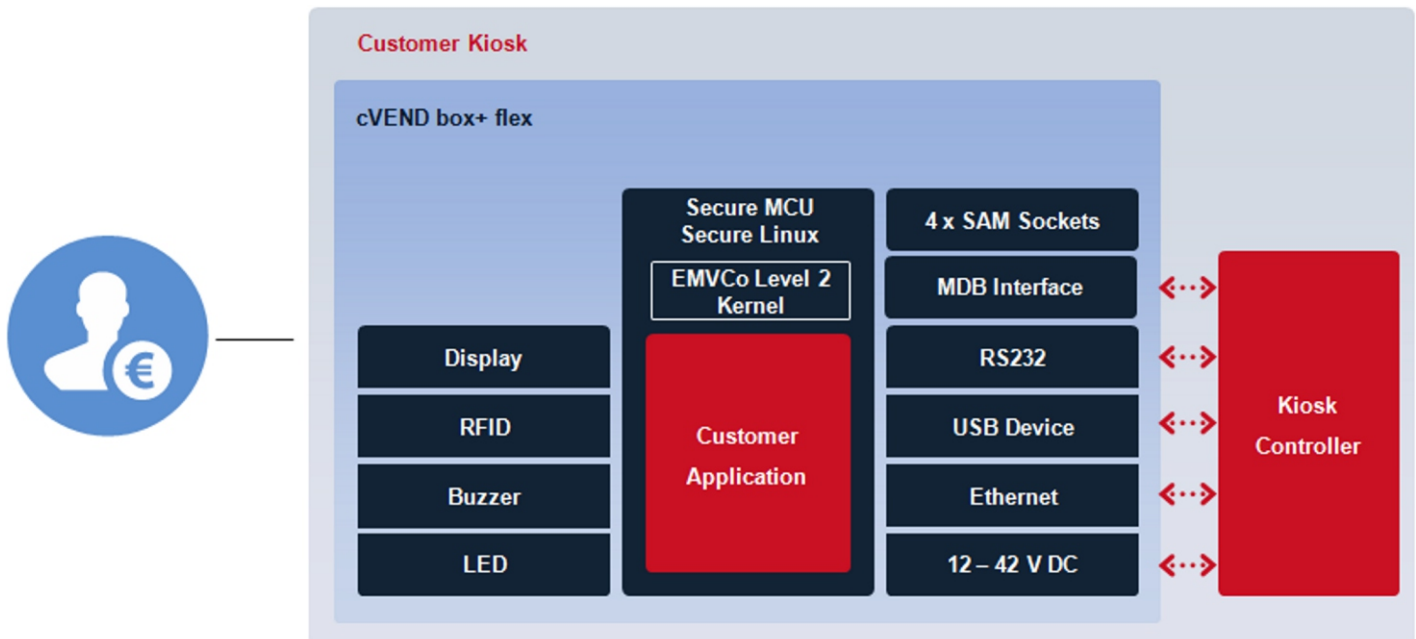 Customer Kiosk
cVEND box+ flex
Display
RFID
Buzzer
LED
Secure MCU
Secure Linux
EMVCo Level 2
Kernel
Customer
Application
4 x SAM Sockets
MDB Interface
RS232
USB Device
Ethernet
12 – 42 V DC
Kiosk
Controller
€